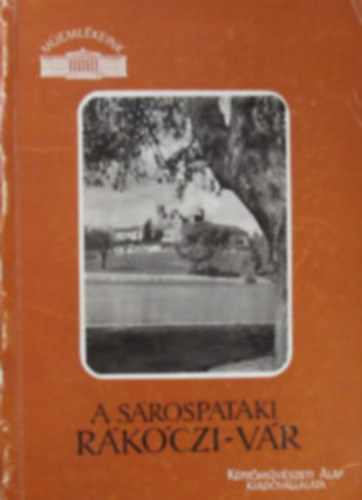 MŰEMLÉKEINK
A SÁROSPATAKI
RÁKÓCZI-VÁR
KÉPZŐMŰVÉSZETI ALAP
KIADÓVÁLLALATA